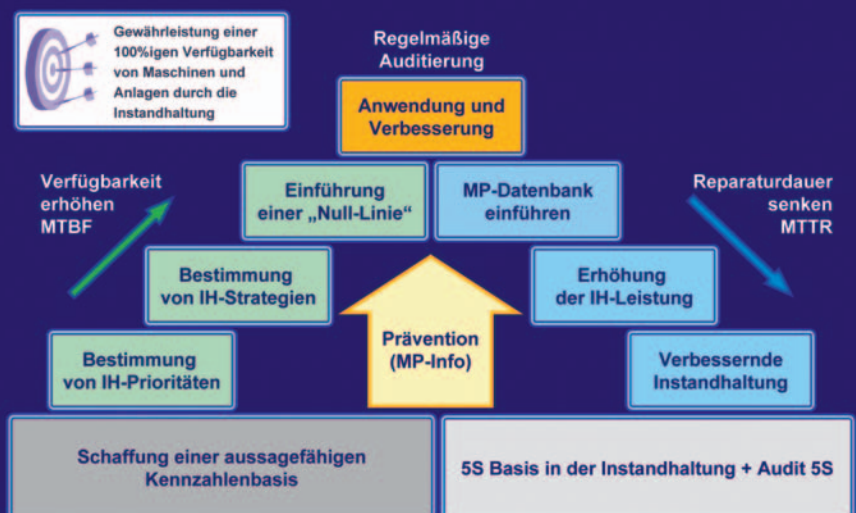 Gewährleistung einer
100%igen Verfügbarkeit
von Maschinen und
Anlagen durch die
Instandhaltung
Regelmäßige
Auditierung
Anwendung und
Verbesserung
Verfügbarkeit
erhöhen
MTBF
Einführung
einer „Null-Linie“
MP-Datenbank
einführen
Reparaturdauer
senken
MTTR
Bestimmung
von IH-Strategien
Erhöhung
der IH-Leistung
Prävention
(MP-Info)
Bestimmung
von IH-Prioritäten
Verbessernde
Instandhaltung
Schaffung einer aussagefähigen
Kennzahlenbasis
5S Basis in der Instandhaltung + Audit 5S